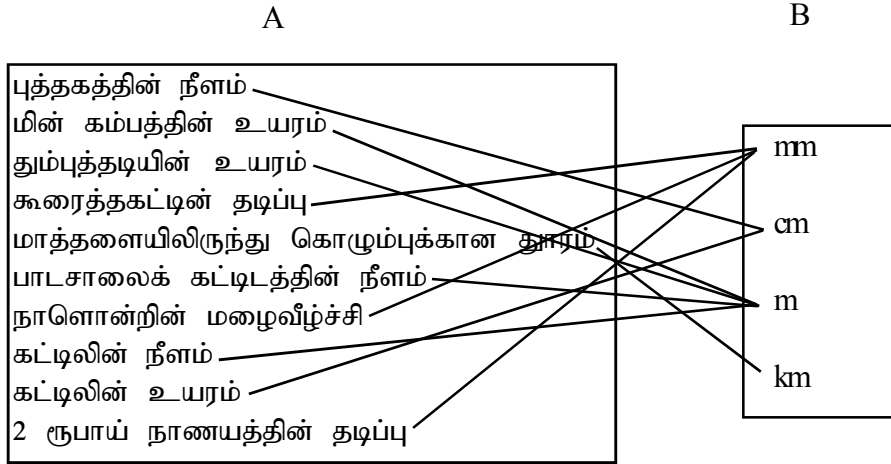 A
B
புத்தகத்தின் நீளம்
மின் கம்பத்தின் உயரம்
தும்புத்தடியின் உயரம்
கூரைத்தகட்டின் தடிப்பு
மாத்தளையிலிருந்து கொழும்புக்கான தூரம்
பாடசாலைக் கட்டிடத்தின் நீளம்
நாளொன்றின் மழைவீழ்ச்சி
கட்டிலின் நீளம்
கட்டிலின் உயரம்
2 ரூபாய் நாணயத்தின் தடிப்பு
mm
cm
m
km